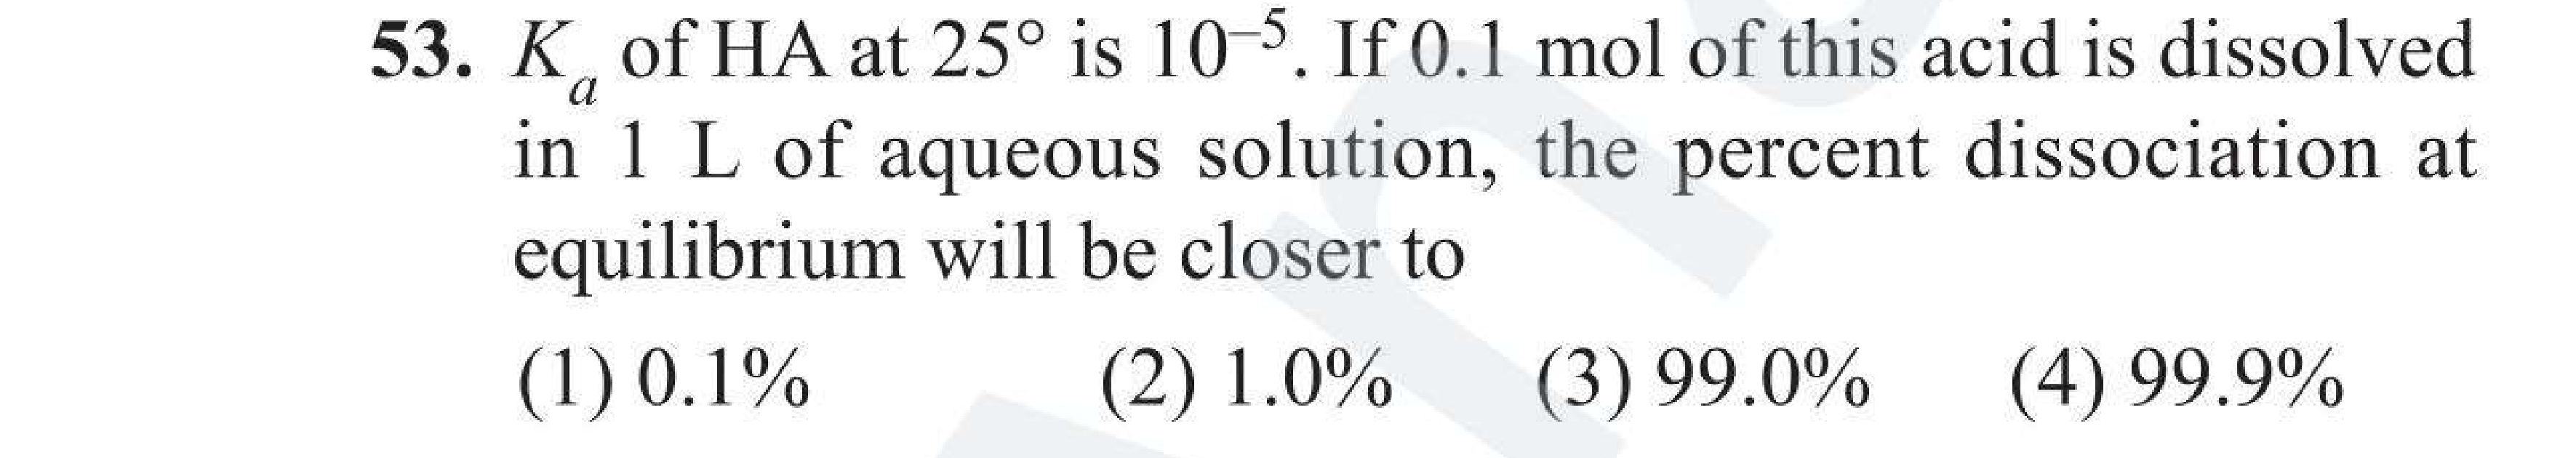 53. Kₐ of HA at 25° is 10⁻⁵. If 0.1 mol of this acid is dissolved
in 1 L of aqueous solution, the percent dissociation at
equilibrium will be closer to
(1) 0.1% (2) 1.0% (3) 99.0% (4) 99.9%